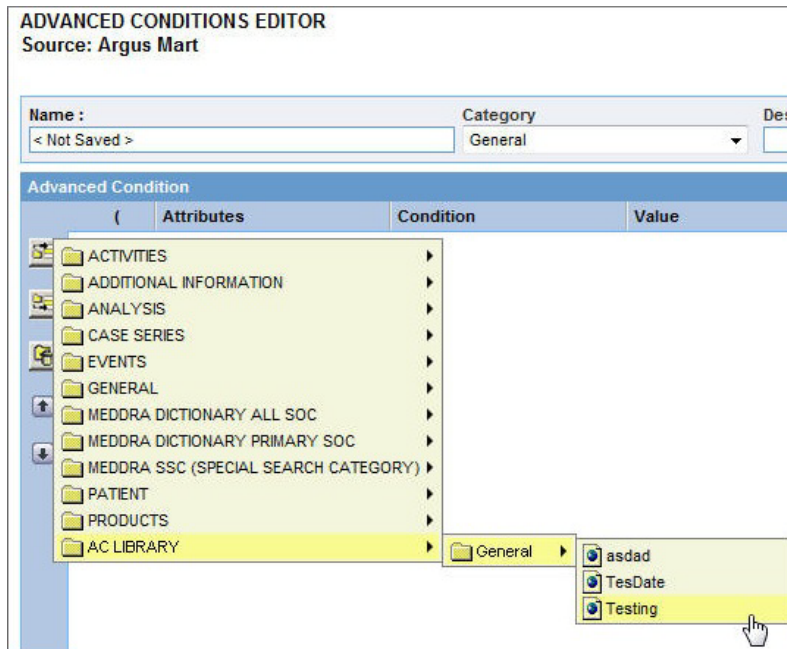 ADVANCED CONDITIONS EDITOR
Source: Argus Mart
Name : Category Des
< Not Saved > General
Advanced Condition
( Attributes Condition Value
ACTIVITIES
ADDITIONAL INFORMATION
ANALYSIS
CASE SERIES
EVENTS
GENERAL
MEDDRA DICTIONARY ALL SOC
MEDDRA DICTIONARY PRIMARY SOC
MEDDRA SSC (SPECIAL SEARCH CATEGORY)
PATIENT
PRODUCTS
AC LIBRARY General asdad
TesDate
Testing